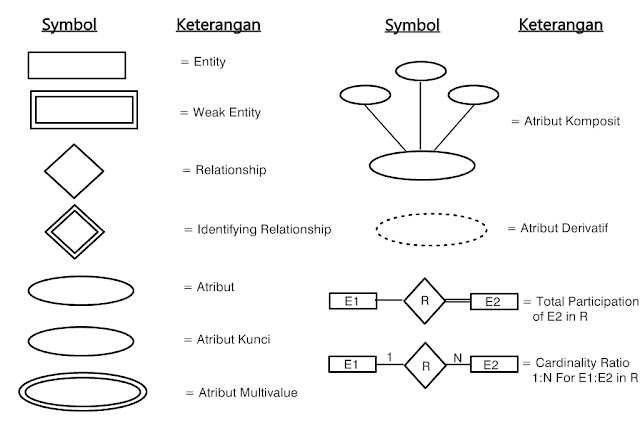 Symbol
Keterangan
= Entity
= Weak Entity
= Relationship
= Identifying Relationship
= Atribut
= Atribut Kunci
= Atribut Multivalue
Symbol
Keterangan
= Atribut Komposit
= Atribut Derivatif
E1 R E2 = Total Participation
of E2 in R
E1 1 R N E2 = Cardinality Ratio
1:N For E1:E2 in R